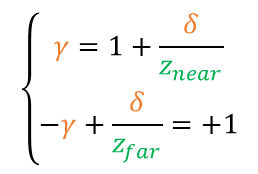 γ = 1 + δ / z_near
−γ + δ / z_far = +1